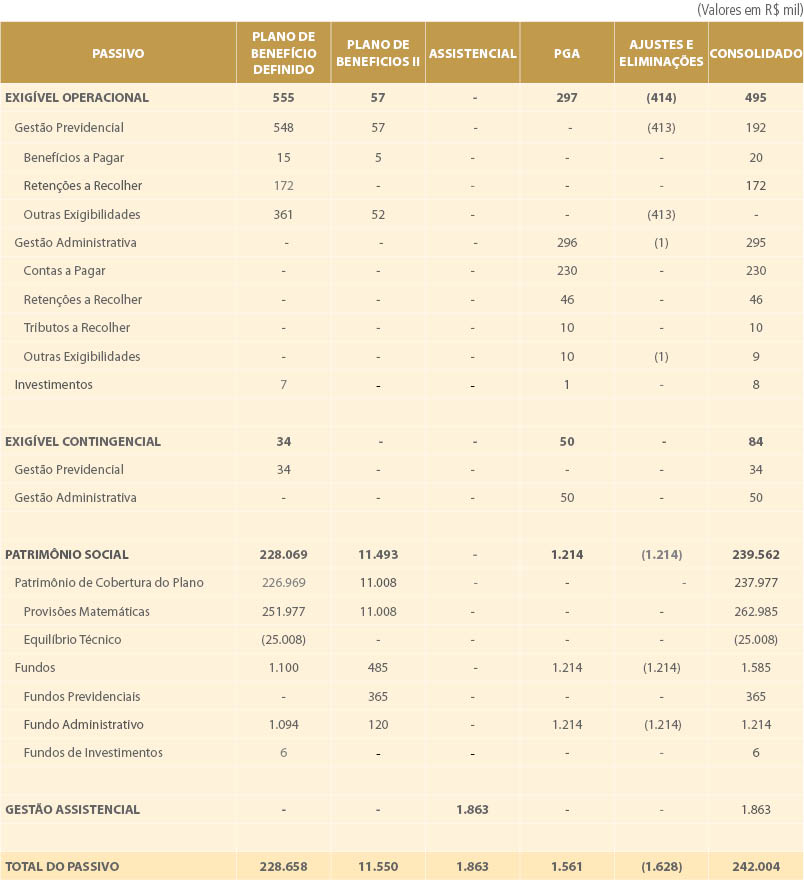 (Valores em R$ mil)
PASSIVO PLANO DE BENEFÍCIO DEFINIDO PLANO DE BENEFICIOS II ASSISTENCIAL PGA AJUSTES E ELIMINAÇÕES CONSOLIDADO
EXIGÍVEL OPERACIONAL 555 57 - 297 (414) 495
Gestão Previdencial 548 57 - - (413) 192
Benefícios a Pagar 15 5 - - - 20
Retenções a Recolher 172 - - - - 172
Outras Exigibilidades 361 52 - - (413) -
Gestão Administrativa - - - 296 (1) 295
Contas a Pagar - - - 230 - 230
Retenções a Recolher - - - 46 - 46
Tributos a Recolher - - - 10 - 10
Outras Exigibilidades - - - 10 (1) 9
Investimentos 7 - - 1 - 8
EXIGÍVEL CONTINGENCIAL 34 - - 50 - 84
Gestão Previdencial 34 - - - - 34
Gestão Administrativa - - - 50 - 50
PATRIMÔNIO SOCIAL 228.069 11.493 - 1.214 (1.214) 239.562
Patrimônio de Cobertura do Plano 226.969 11.008 - - - 237.977
Provisões Matemáticas 251.977 11.008 - - - 262.985
Equilíbrio Técnico (25.008) - - - - (25.008)
Fundos 1.100 485 - 1.214 (1.214) 1.585
Fundos Previdenciais - 365 - - - 365
Fundo Administrativo 1.094 120 - 1.214 (1.214) 1.214
Fundos de Investimentos 6 - - - - 6
GESTÃO ASSISTENCIAL - - 1.863 - - 1.863
TOTAL DO PASSIVO 228.658 11.550 1.863 1.561 (1.628) 242.004